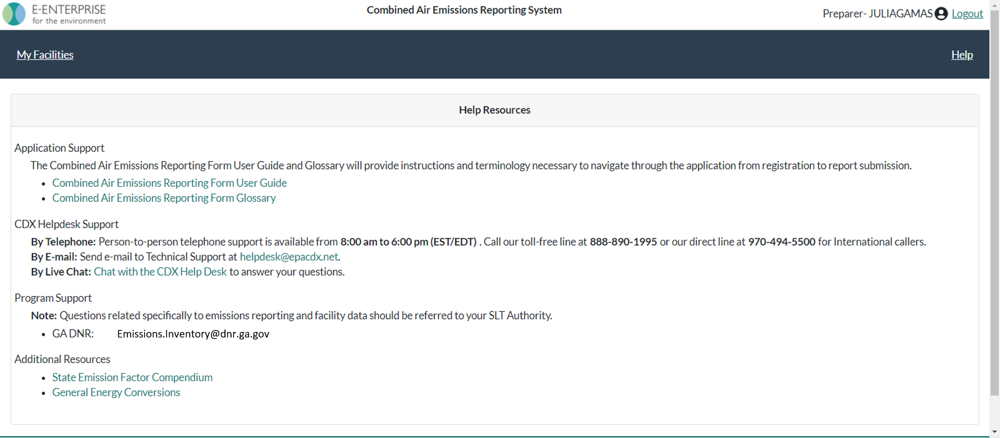 E-ENTERPRISE
for the environment
Combined Air Emissions Reporting System
Preparer- JULIAGAMAS Logout
My Facilities
Help
Help Resources
Application Support
The Combined Air Emissions Reporting Form User Guide and Glossary will provide instructions and terminology necessary to navigate through the application from registration to report submission.
• Combined Air Emissions Reporting Form User Guide
• Combined Air Emissions Reporting Form Glossary
CDX Helpdesk Support
By Telephone: Person-to-person telephone support is available from 8:00 am to 6:00 pm (EST/EDT) . Call our toll-free line at 888-890-1995 or our direct line at 970-494-5500 for International callers.
By E-mail: Send e-mail to Technical Support at helpdesk@epacdx.net.
By Live Chat: Chat with the CDX Help Desk to answer your questions.
Program Support
Note: Questions related specifically to emissions reporting and facility data should be referred to your SLT Authority.
• GA DNR: Emissions.Inventory@dnr.ga.gov
Additional Resources
• State Emission Factor Compendium
• General Energy Conversions